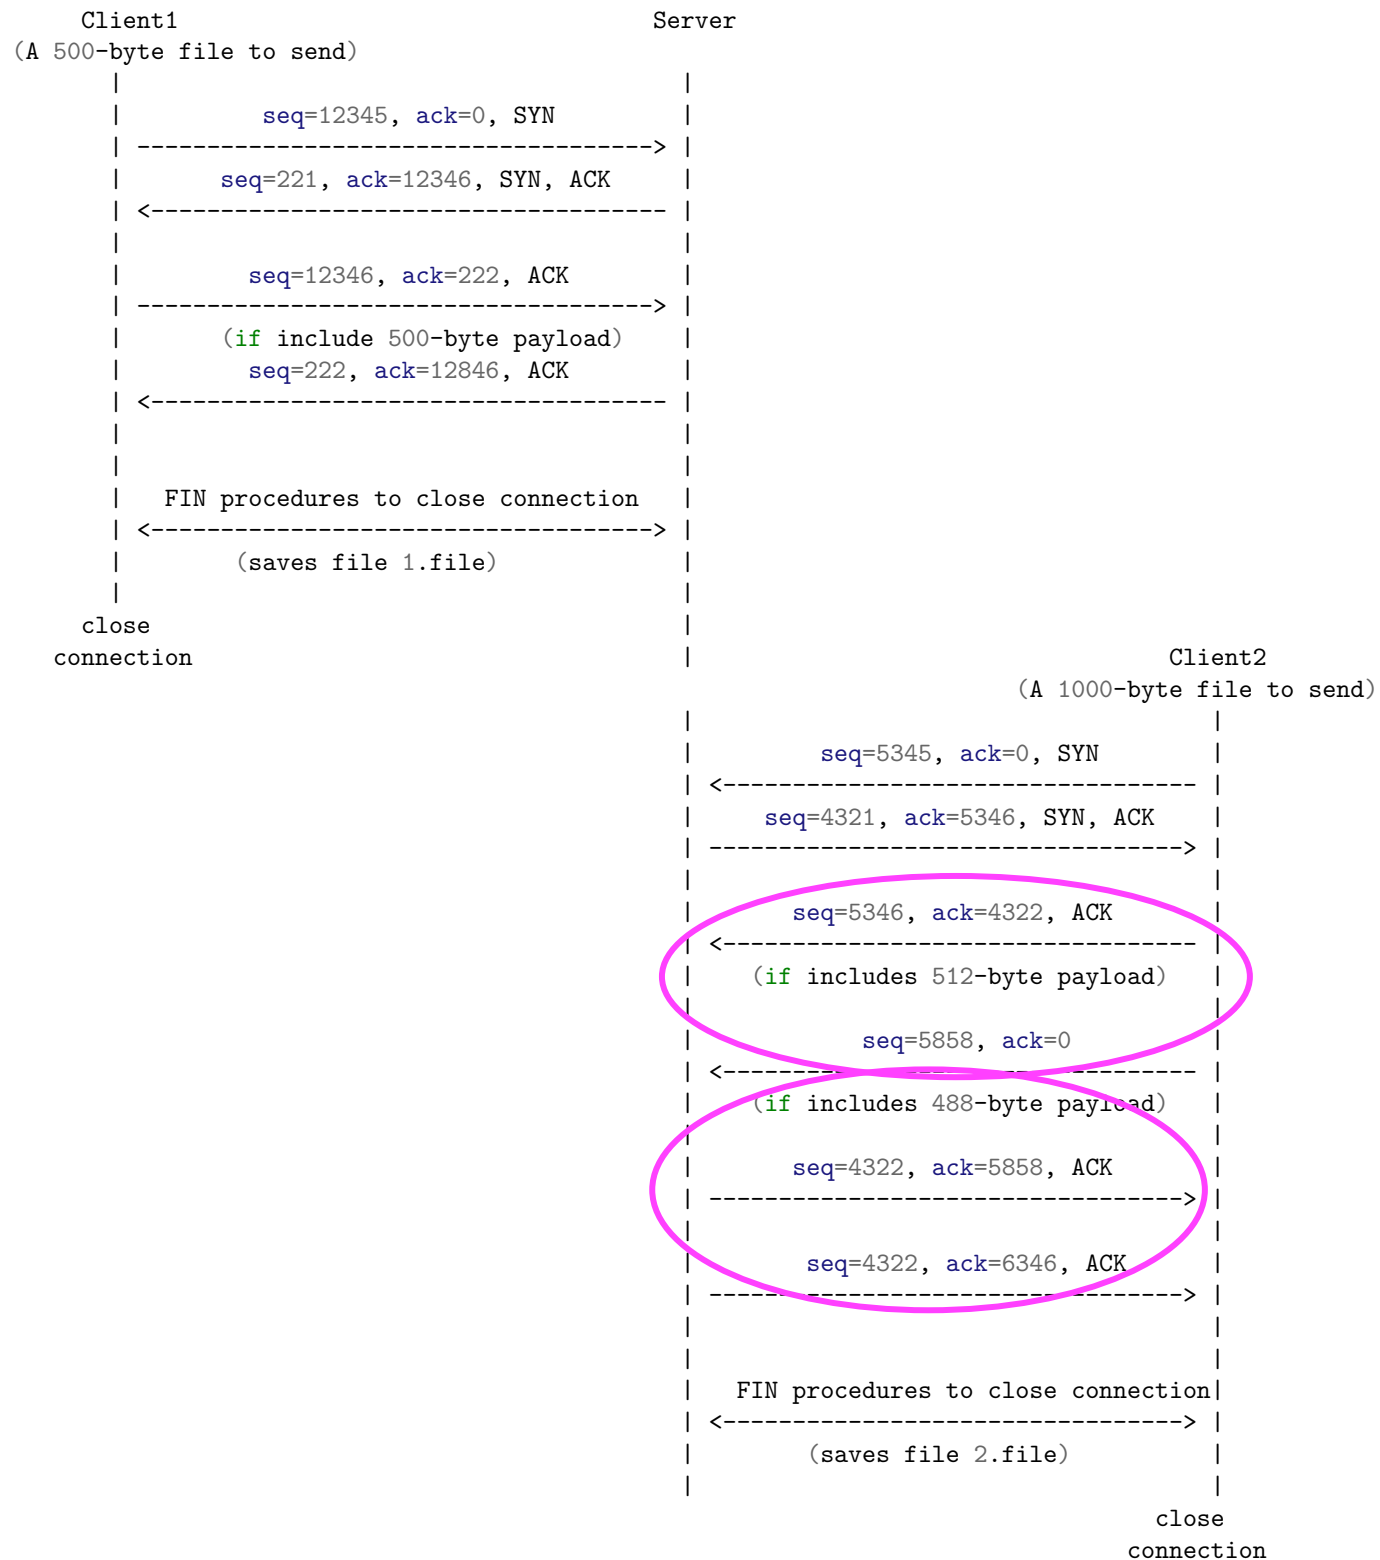 Client1 Server
(A 500-byte file to send)
seq=12345, ack=0, SYN
seq=221, ack=12346, SYN, ACK
seq=12346, ack=222, ACK
(if include 500-byte payload)
seq=222, ack=12846, ACK
FIN procedures to close connection
(saves file 1.file)
close
connection Client2
(A 1000-byte file to send)
seq=5345, ack=0, SYN
seq=4321, ack=5346, SYN, ACK
seq=5346, ack=4322, ACK
(if includes 512-byte payload)
seq=5858, ack=0
(if includes 488-byte payload)
seq=4322, ack=5858, ACK
seq=4322, ack=6346, ACK
FIN procedures to close connection
(saves file 2.file)
close
connection